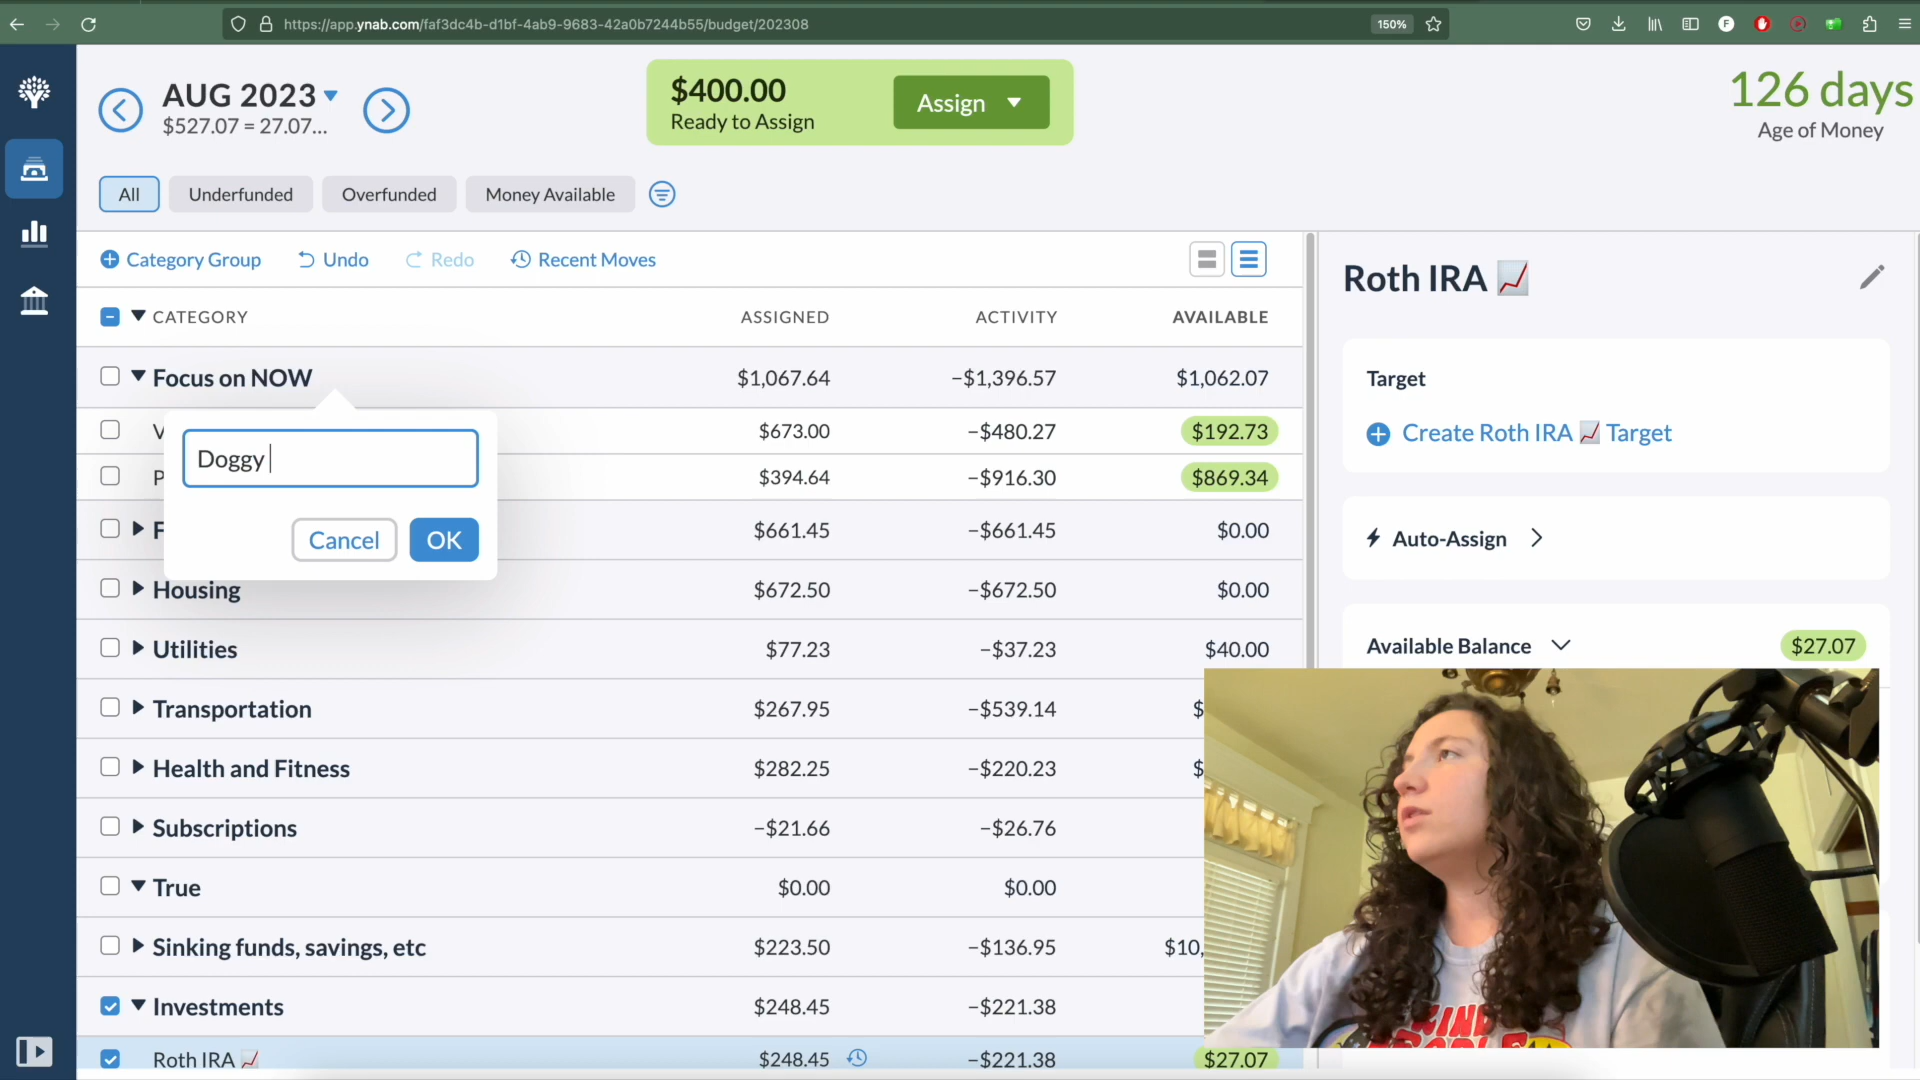 https://app.ynab.com/faf3dc4b-d1bf-4ab9-9683-42a0b7244b55/budget/202308
150%
F
AUG 2023
$527.07 = 27.07...
$400.00
Ready to Assign
Assign
126 days
Age of Money
All
Underfunded
Overfunded
Money Available
Category Group
Undo
Redo
Recent Moves
CATEGORY
ASSIGNED
ACTIVITY
AVAILABLE
Focus on NOW
$1,067.64
−$1,396.57
$1,062.07
V
$673.00
−$480.27
$192.73
Doggy
P
$394.64
−$916.30
$869.34
Cancel
OK
F
$661.45
−$661.45
$0.00
Housing
$672.50
−$672.50
$0.00
Utilities
$77.23
−$37.23
$40.00
Transportation
$267.95
−$539.14
$
Health and Fitness
$282.25
−$220.23
$
Subscriptions
−$21.66
−$26.76
True
$0.00
$0.00
Sinking funds, savings, etc
$223.50
−$136.95
$10,
Investments
$248.45
−$221.38
Roth IRA
$248.45
−$221.38
$27.07
Roth IRA
Target
Create Roth IRA Target
Auto-Assign
Available Balance
$27.07